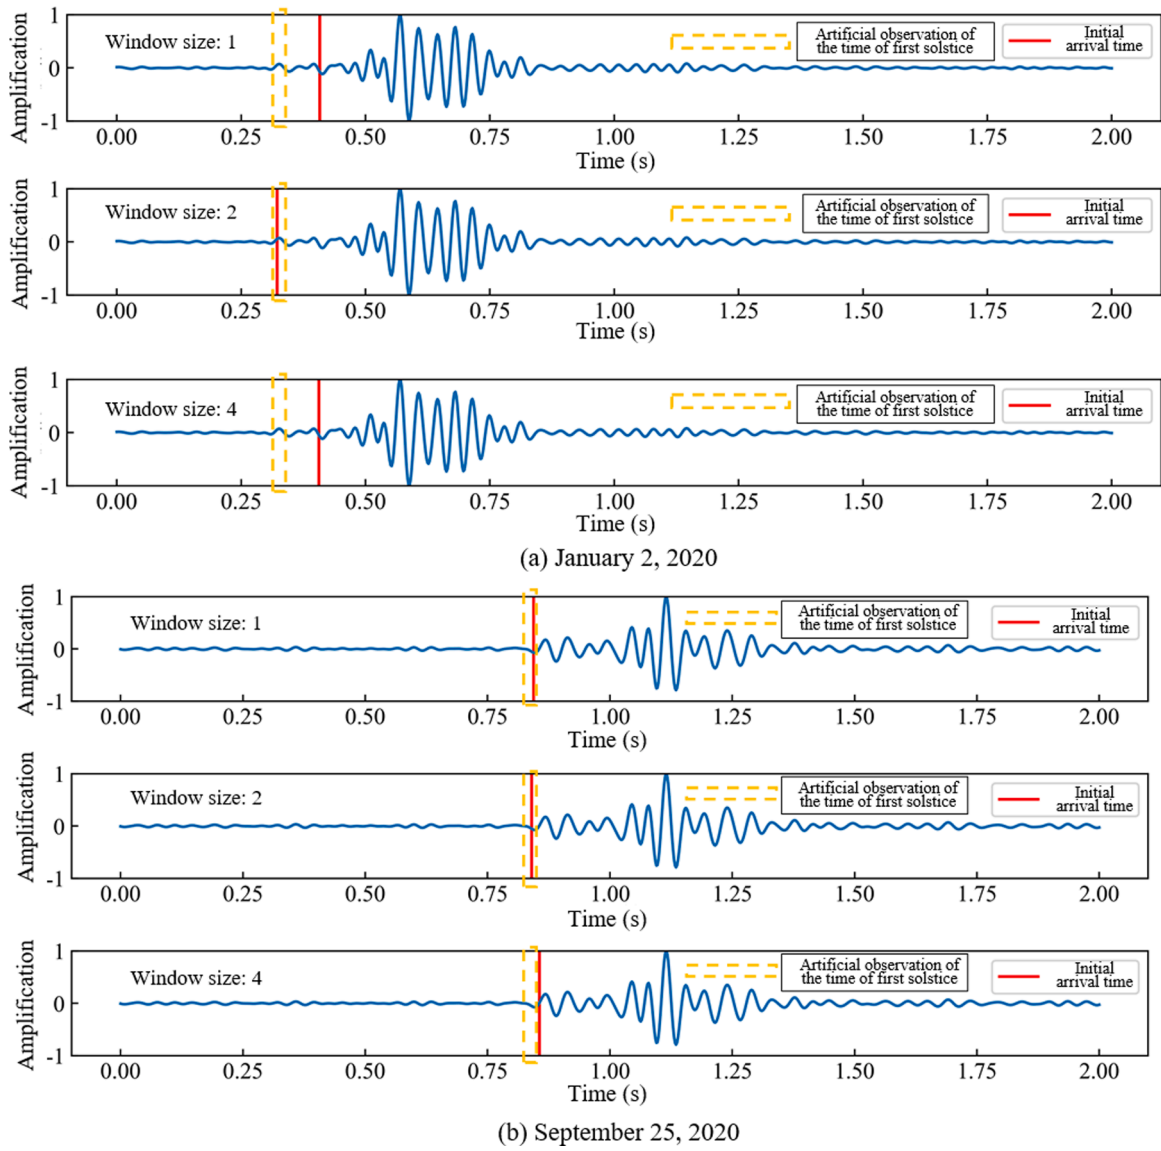 1
Window size: 1
Artificial observation of
the time of first solstice
Initial
arrival time
Amplification
0
-1
0.00 0.25 0.50 0.75 1.00 1.25 1.50 1.75 2.00
Time (s)
1
Window size: 2
Artificial observation of
the time of first solstice
Initial
arrival time
Amplification
0
-1
0.00 0.25 0.50 0.75 1.00 1.25 1.50 1.75 2.00
Time (s)
1
Window size: 4
Artificial observation of
the time of first solstice
Initial
arrival time
Amplification
0
-1
0.00 0.25 0.50 0.75 1.00 1.25 1.50 1.75 2.00
Time (s)
(a) January 2, 2020
1
Window size: 1
Artificial observation of
the time of first solstice
Initial
arrival time
Amplification
0
-1
0.00 0.25 0.50 0.75 1.00 1.25 1.50 1.75 2.00
Time (s)
1
Window size: 2
Artificial observation of
the time of first solstice
Initial
arrival time
Amplification
0
-1
0.00 0.25 0.50 0.75 1.00 1.25 1.50 1.75 2.00
Time (s)
1
Window size: 4
Artificial observation of
the time of first solstice
Initial
arrival time
Amplification
0
-1
0.00 0.25 0.50 0.75 1.00 1.25 1.50 1.75 2.00
Time (s)
(b) September 25, 2020